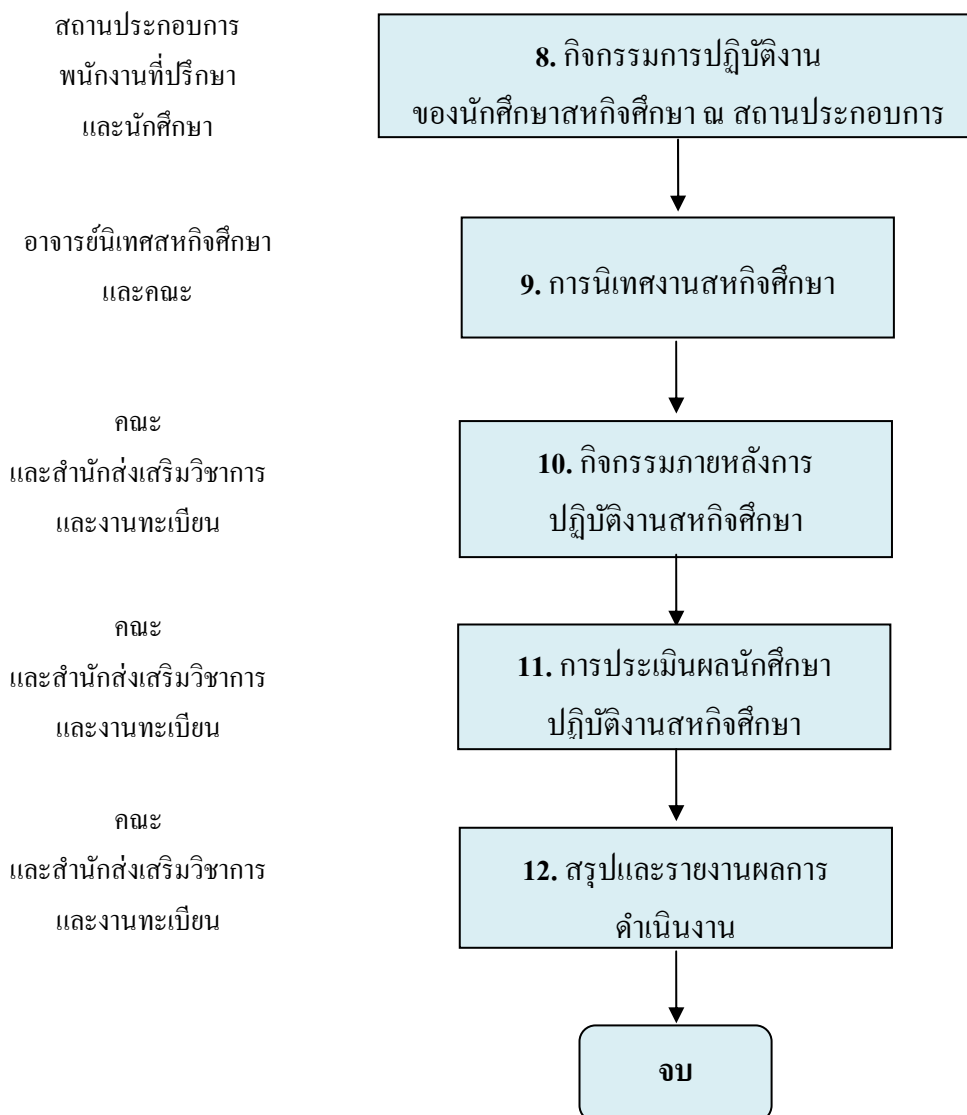 สถานประกอบการ
พนักงานที่ปรึกษา
และนักศึกษา
8. กิจกรรมการปฏิบัติงาน
ของนักศึกษาสหกิจศึกษา ณ สถานประกอบการ
อาจารย์นิเทศสหกิจศึกษา
และคณะ
9. การนิเทศงานสหกิจศึกษา
คณะ
และสำนักส่งเสริมวิชาการ
และงานทะเบียน
10. กิจกรรมภายหลังการ
ปฏิบัติงานสหกิจศึกษา
คณะ
และสำนักส่งเสริมวิชาการ
และงานทะเบียน
11. การประเมินผลนักศึกษา
ปฏิบัติงานสหกิจศึกษา
คณะ
และสำนักส่งเสริมวิชาการ
และงานทะเบียน
12. สรุปและรายงานผลการ
ดำเนินงาน
จบ